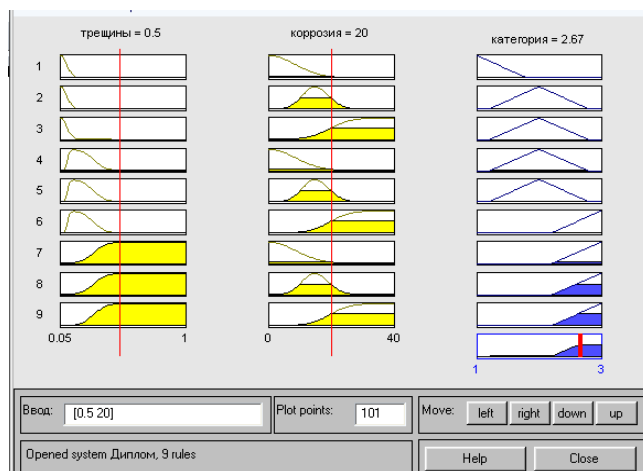 трещины = 0.5
коррозия = 20
категория = 2.67
1
2
3
4
5
6
7
8
9
0.05
1
0
40
1
3
Ввод:
[0.5 20]
Plot points:
101
Move:
left
right
down
up
Opened system Диплом, 9 rules
Help
Close